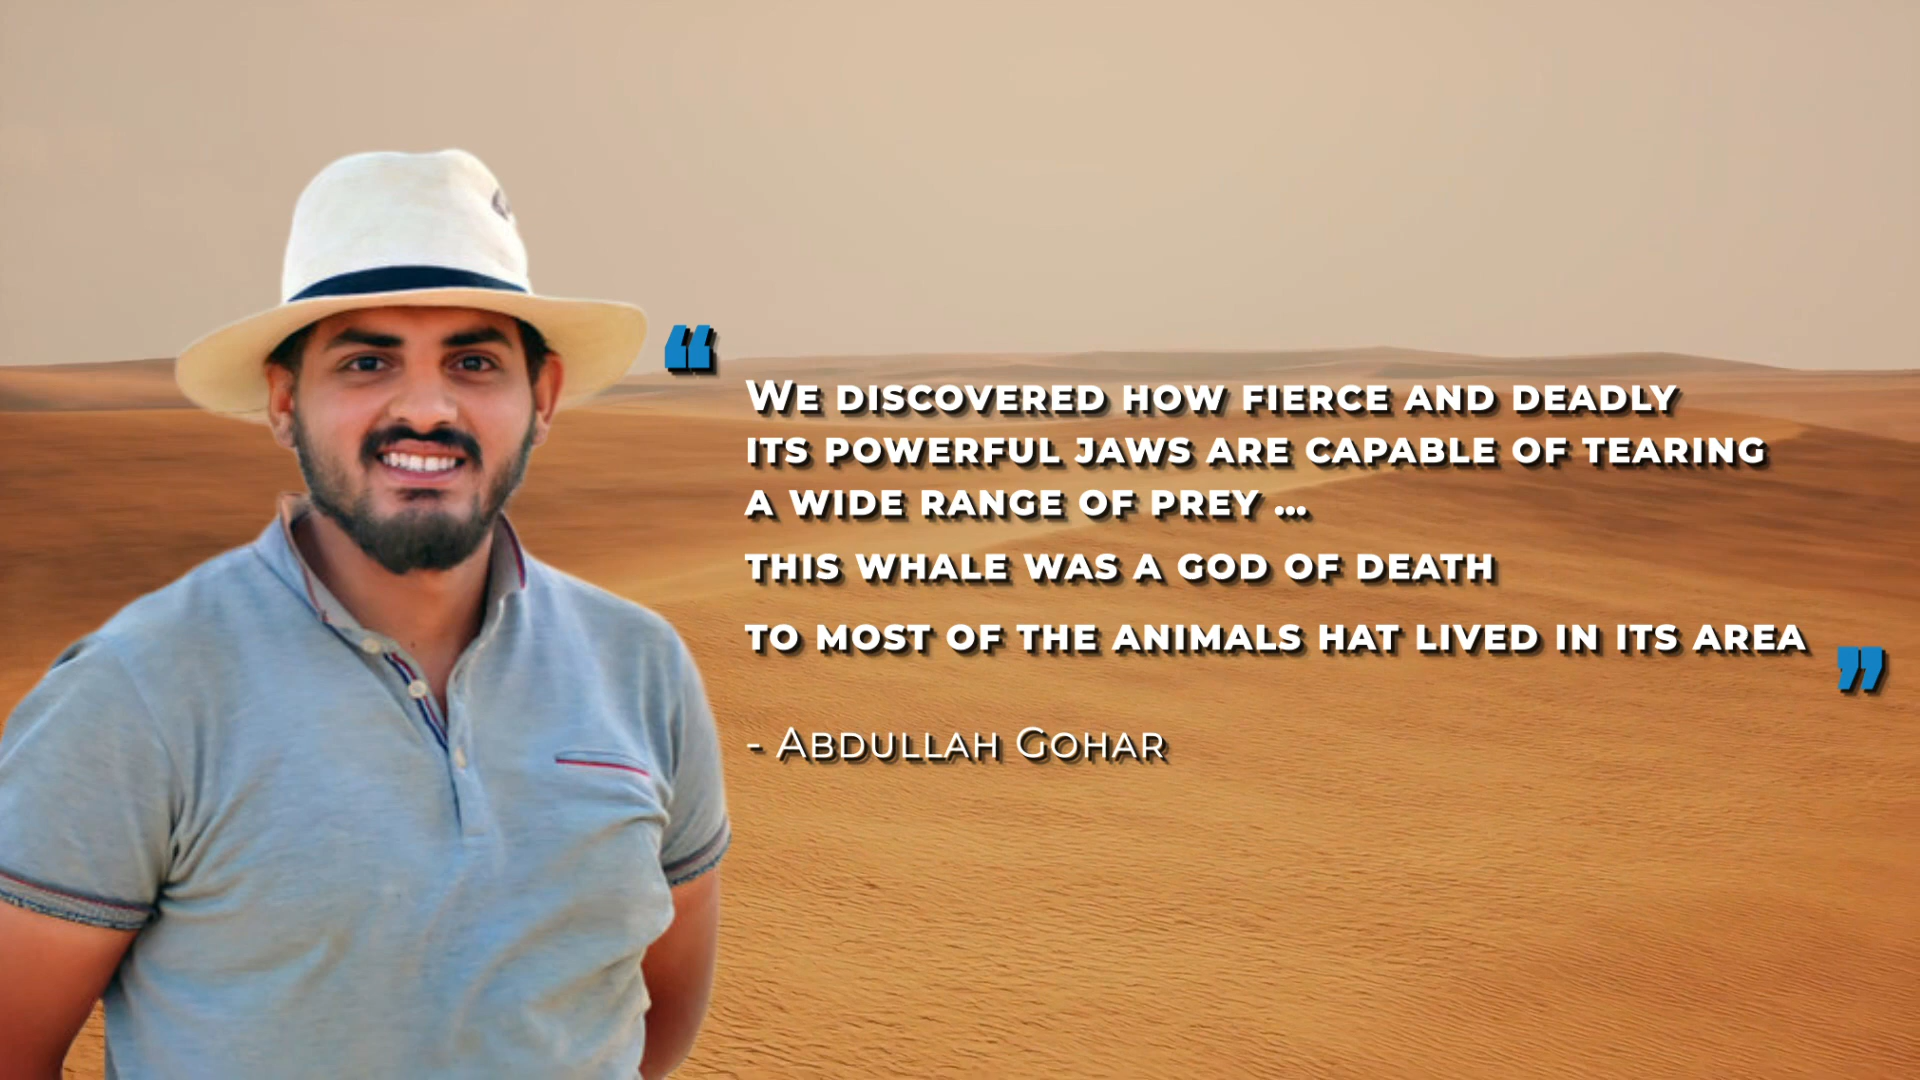 “
We discovered how fierce and deadly
its powerful jaws are capable of tearing
a wide range of prey ...
this whale was a god of death
to most of the animals hat lived in its area
”
- Abdullah Gohar